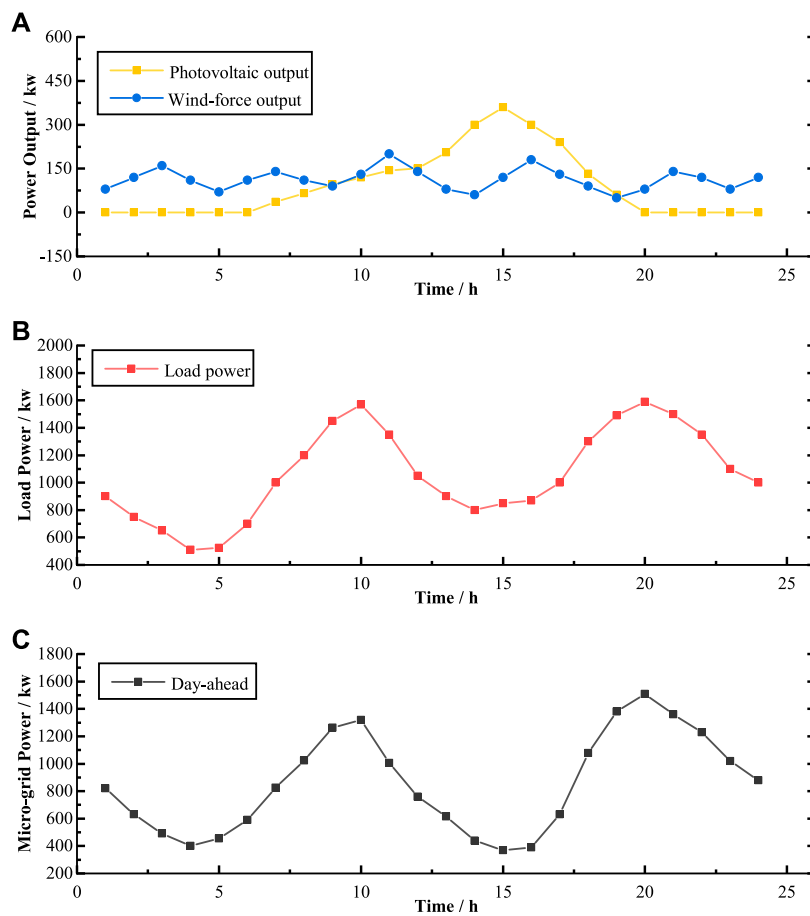 A
600
450
300
150
0
-150
Power Output / kw
Photovoltaic output
Wind-force output
0 5 10 15 20 25
Time / h
B
2000
1800
1600
1400
1200
1000
800
600
400
Load Power / kw
Load power
0 5 10 15 20 25
Time / h
C
1800
1600
1400
1200
1000
800
600
400
200
Micro-grid Power / kw
Day-ahead
0 5 10 15 20 25
Time / h